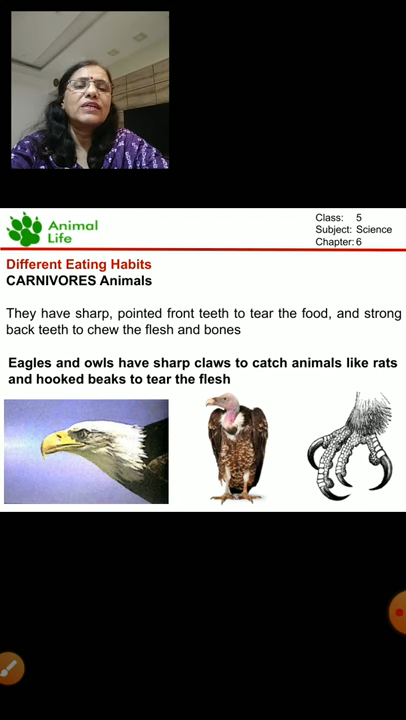 Animal
Life
Class: 5
Subject: Science
Chapter: 6
Different Eating Habits
CARNIVORES Animals
They have sharp, pointed front teeth to tear the food, and strong
back teeth to chew the flesh and bones
Eagles and owls have sharp claws to catch animals like rats
and hooked beaks to tear the flesh